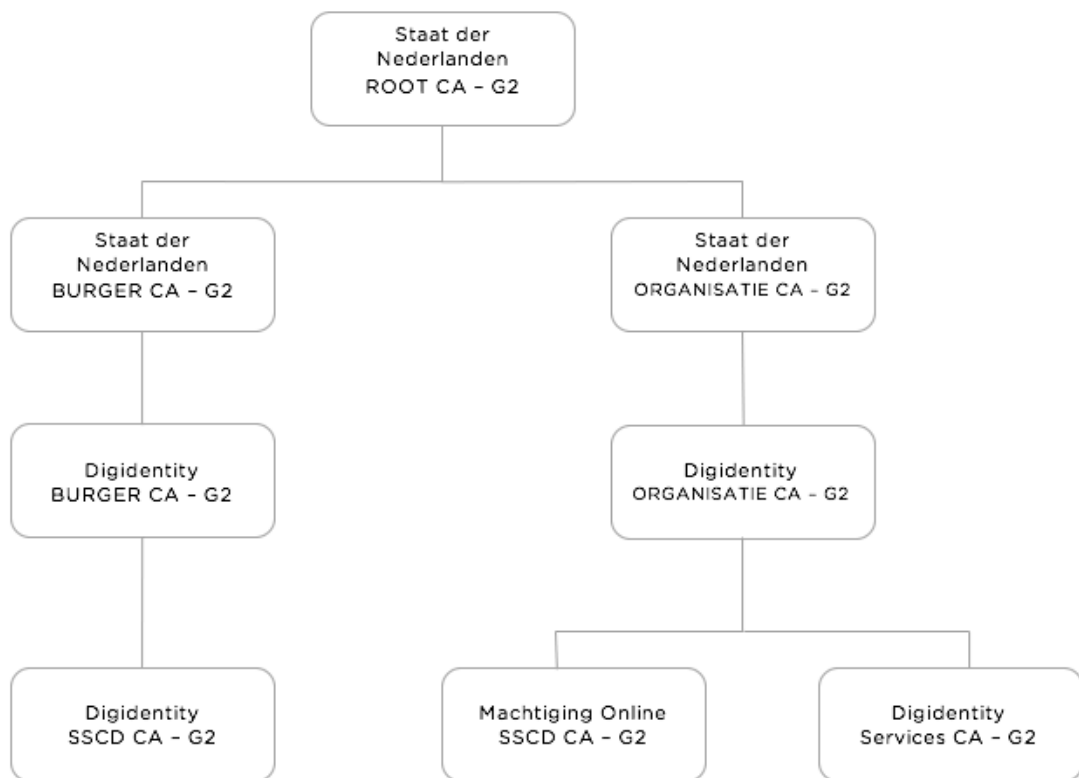 Staat der
Nederlanden
ROOT CA – G2
Staat der
Nederlanden
BURGER CA – G2
Staat der
Nederlanden
ORGANISATIE CA – G2
Digidentity
BURGER CA – G2
Digidentity
ORGANISATIE CA – G2
Digidentity
SSCD CA – G2
Machtiging Online
SSCD CA – G2
Digidentity
Services CA – G2